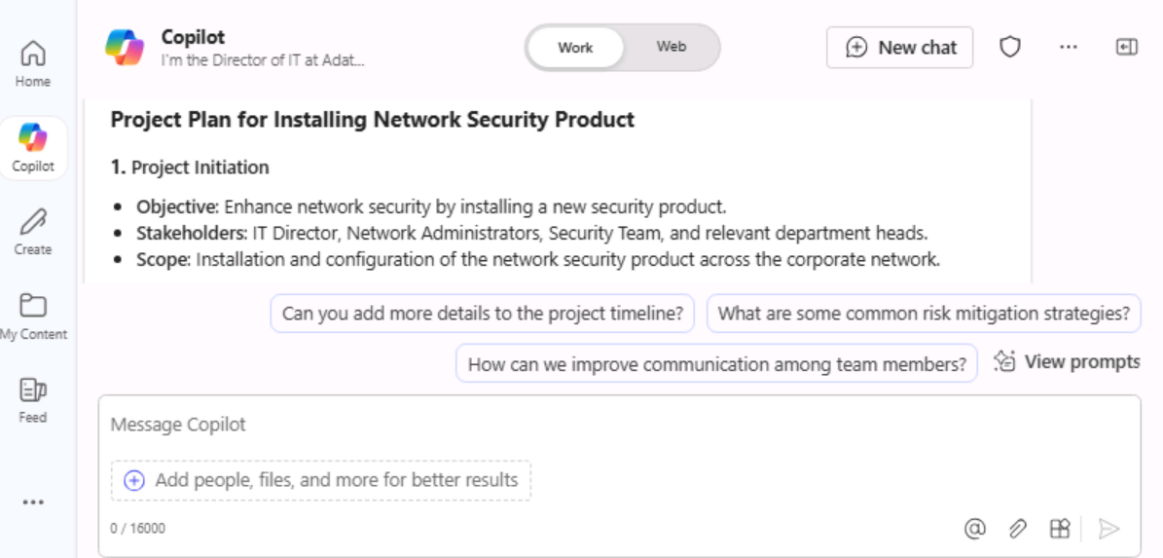 Home
Copilot
Create
My Content
Feed
Copilot
I'm the Director of IT at Adat...
Work
Web
New chat
Project Plan for Installing Network Security Product
1. Project Initiation
• Objective: Enhance network security by installing a new security product.
• Stakeholders: IT Director, Network Administrators, Security Team, and relevant department heads.
• Scope: Installation and configuration of the network security product across the corporate network.
Can you add more details to the project timeline?
What are some common risk mitigation strategies?
How can we improve communication among team members?
View prompts
Message Copilot
Add people, files, and more for better results
0 / 16000